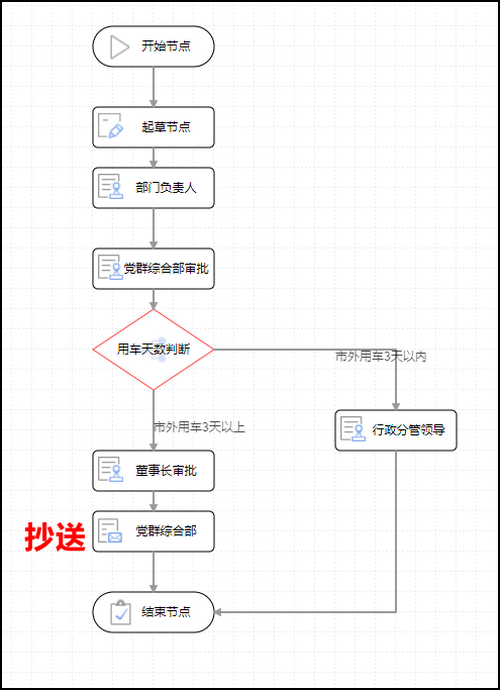 开始节点
起草节点
部门负责人
党群综合部审批
用车天数判断
市外用车3天以内
市外用车3天以上
行政分管领导
董事长审批
抄送
党群综合部
结束节点